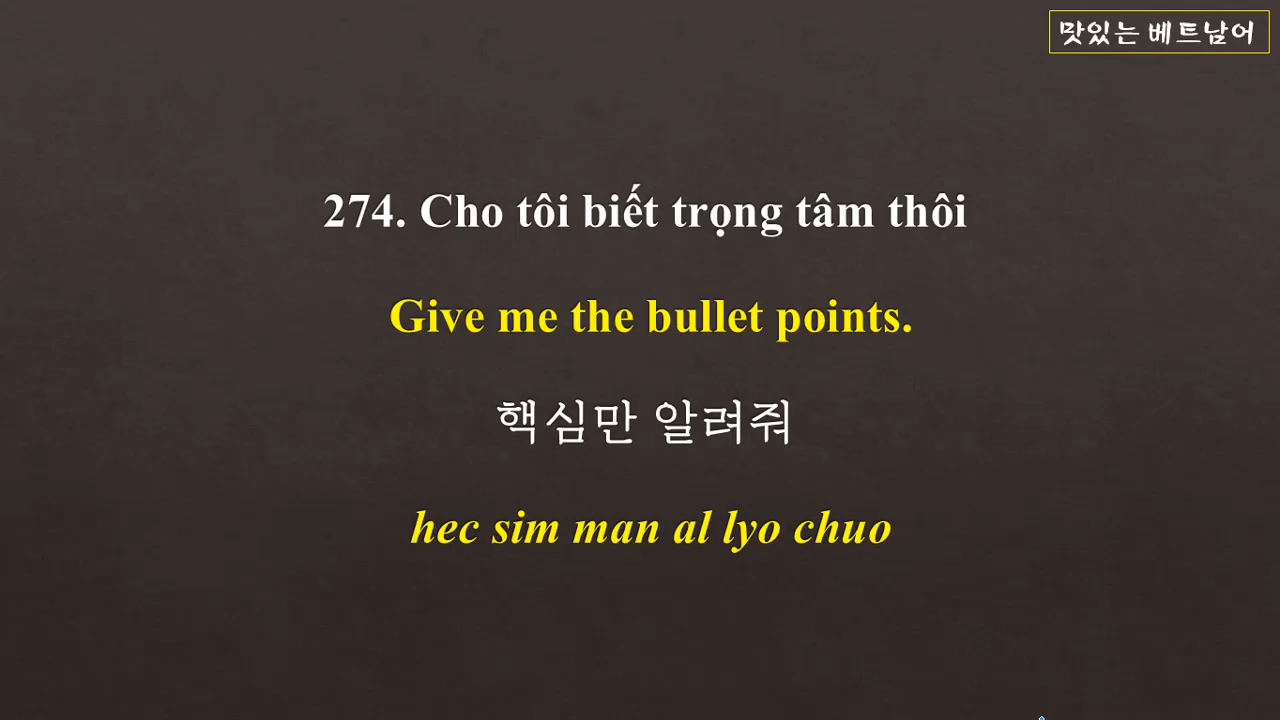 맛있는 베트남어
274. Cho tôi biết trọng tâm thôi
Give me the bullet points.
핵심만 알려줘
hec sim man al lyo chuo